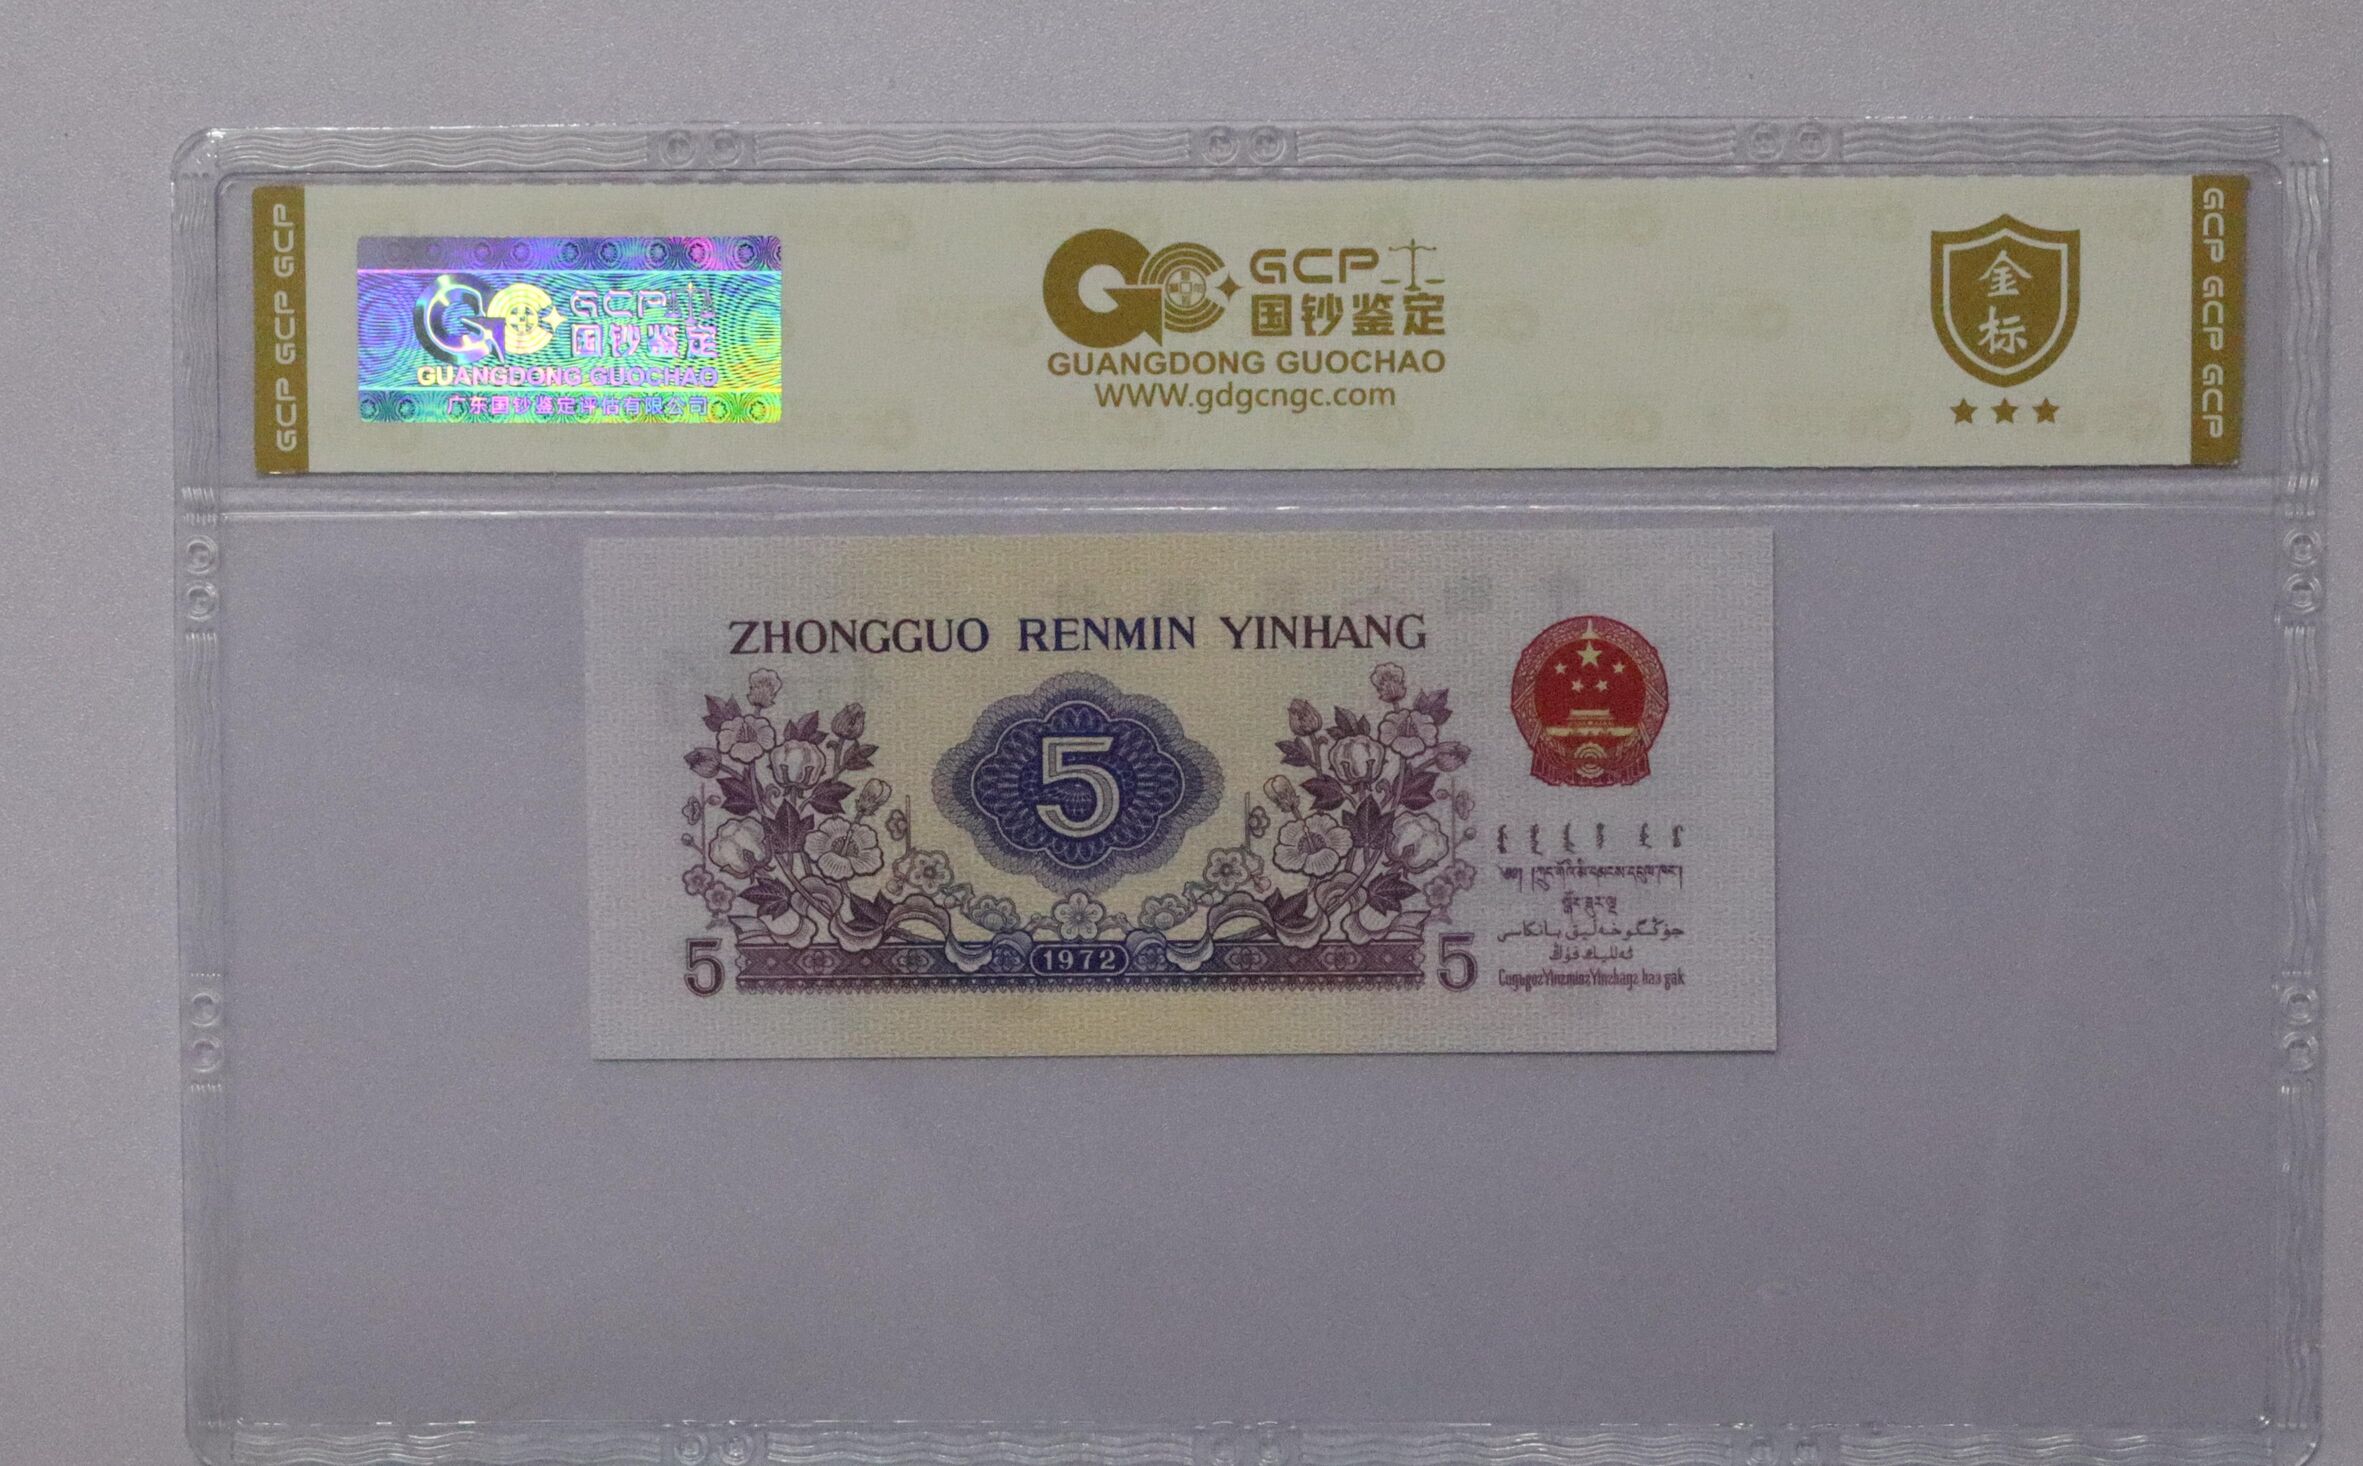 GCP GCP GCP
GCP
国钞鉴定
GUANGDONG GUOCHAO
广东国钞鉴定评估有限公司
GCP
国钞鉴定
GUANGDONG GUOCHAO
WWW.gdgcngc.com
金
标
GCP GCP GCP
ZHONGGUO RENMIN YINHANG
5
5
1972
5